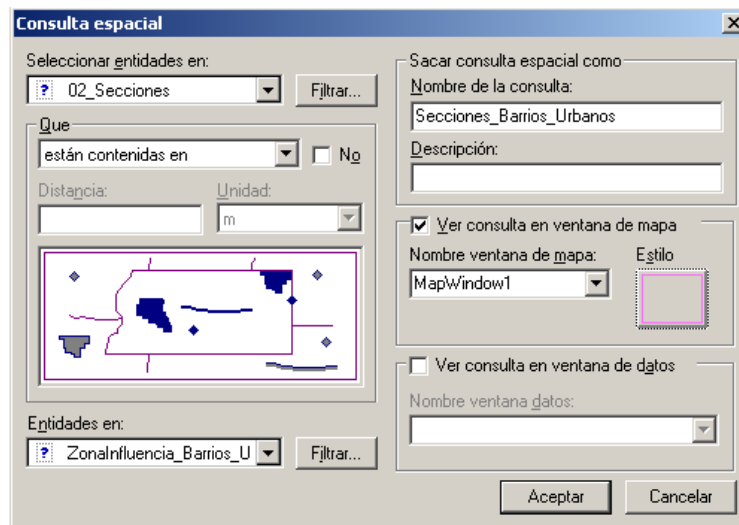 Consulta espacial
Seleccionar entidades en:
02_Secciones
Filtrar...
Que
están contenidas en
No
Distancia:
Unidad:
m
Entidades en:
ZonaInfluencia_Barrios_U
Filtrar...
Sacar consulta espacial como
Nombre de la consulta:
Secciones_Barrios_Urbanos
Descripción:
Ver consulta en ventana de mapa
Nombre ventana de mapa:
Estilo
MapWindow1
Ver consulta en ventana de datos
Nombre ventana datos:
Aceptar
Cancelar